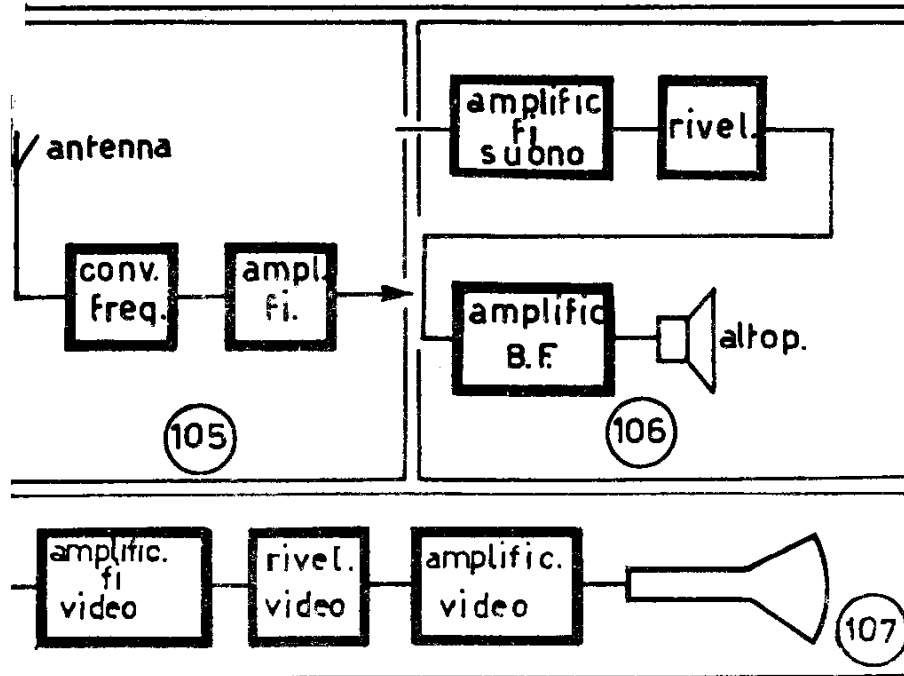 antenna
conv.
freq.
ampl.
fi.
105
amplific
fi
suono
rivel.
amplific
B.F.
altop.
106
amplific.
fi
video
rivel.
video
amplific.
video
107